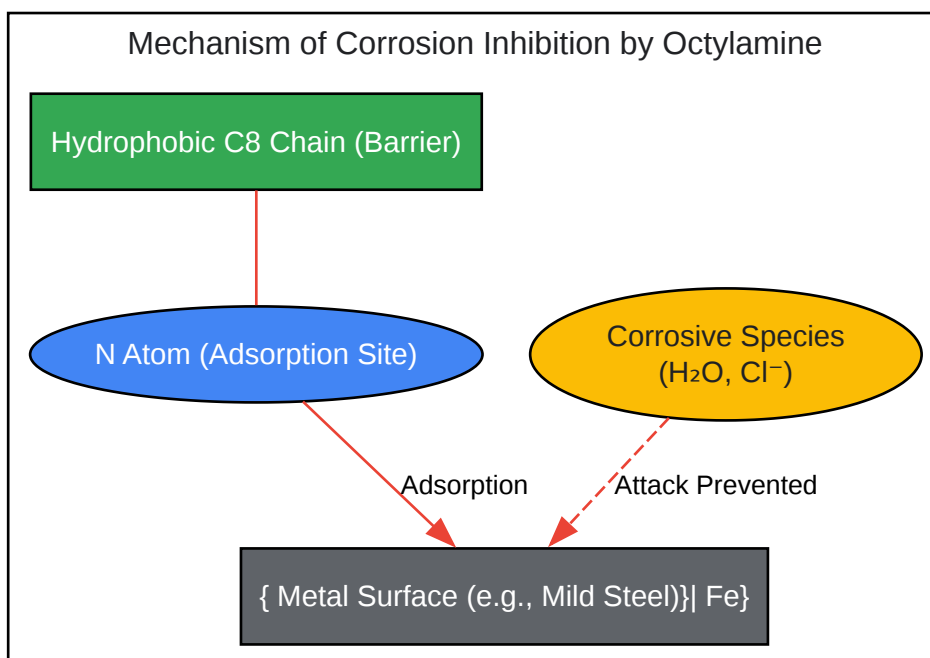 Mechanism of Corrosion Inhibition by Octylamine
Hydrophobic C8 Chain (Barrier)
N Atom (Adsorption Site)
Corrosive Species
(H₂O, Cl⁻)
Adsorption
Attack Prevented
{ Metal Surface (e.g., Mild Steel)}| Fe}